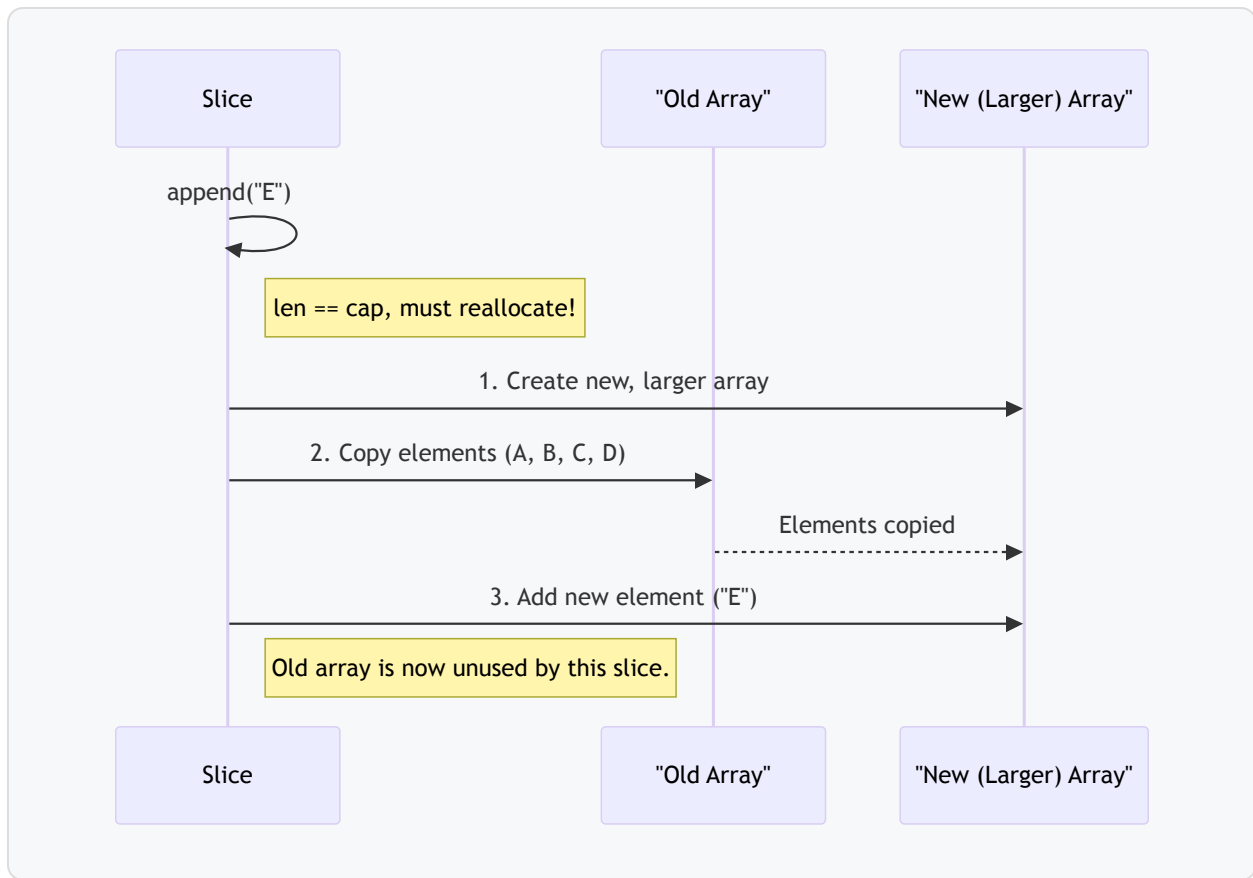 Slice
"Old Array"
"New (Larger) Array"
append("E")
len == cap, must reallocate!
1. Create new, larger array
2. Copy elements (A, B, C, D)
Elements copied
3. Add new element ("E")
Old array is now unused by this slice.
Slice
"Old Array"
"New (Larger) Array"